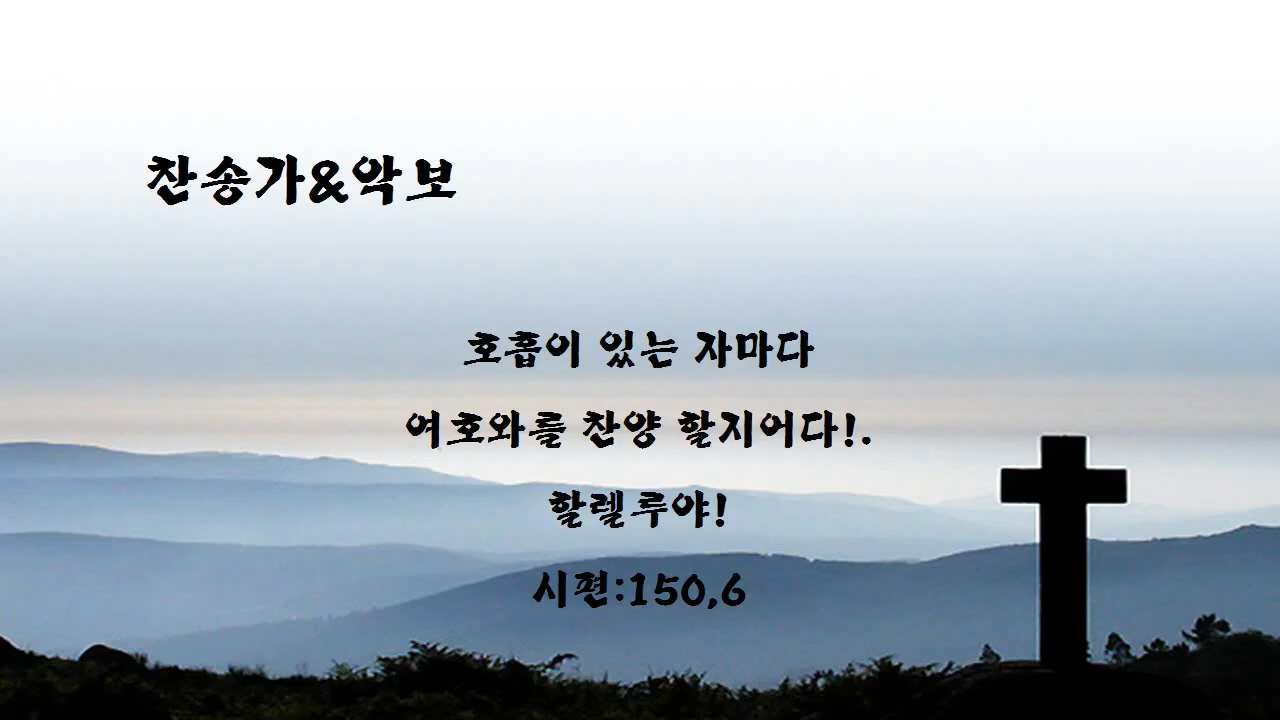 찬송가&악보
호흡이 있는 자마다
여호와를 찬양 할지어다!.
할렐루야!
시편:150,6